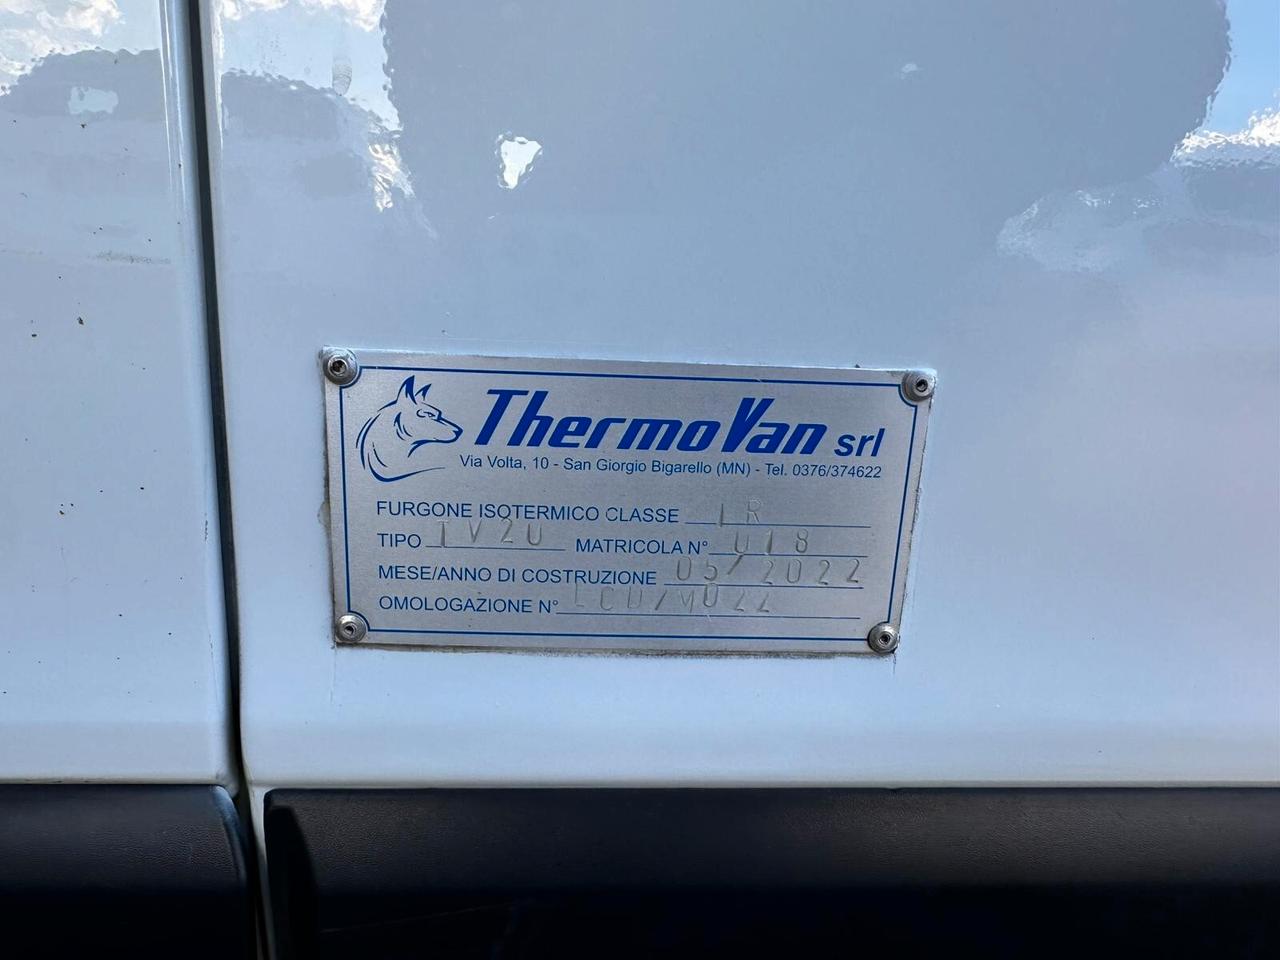 ThermoVan srl
Via Volta, 10 - San Giorgio Bigarello (MN) - Tel. 0376/374622
FURGONE ISOTERMICO CLASSE IR
TIPO TV20 MATRICOLA N° 018
MESE/ANNO DI COSTRUZIONE 05/2022
OMOLOGAZIONE N°